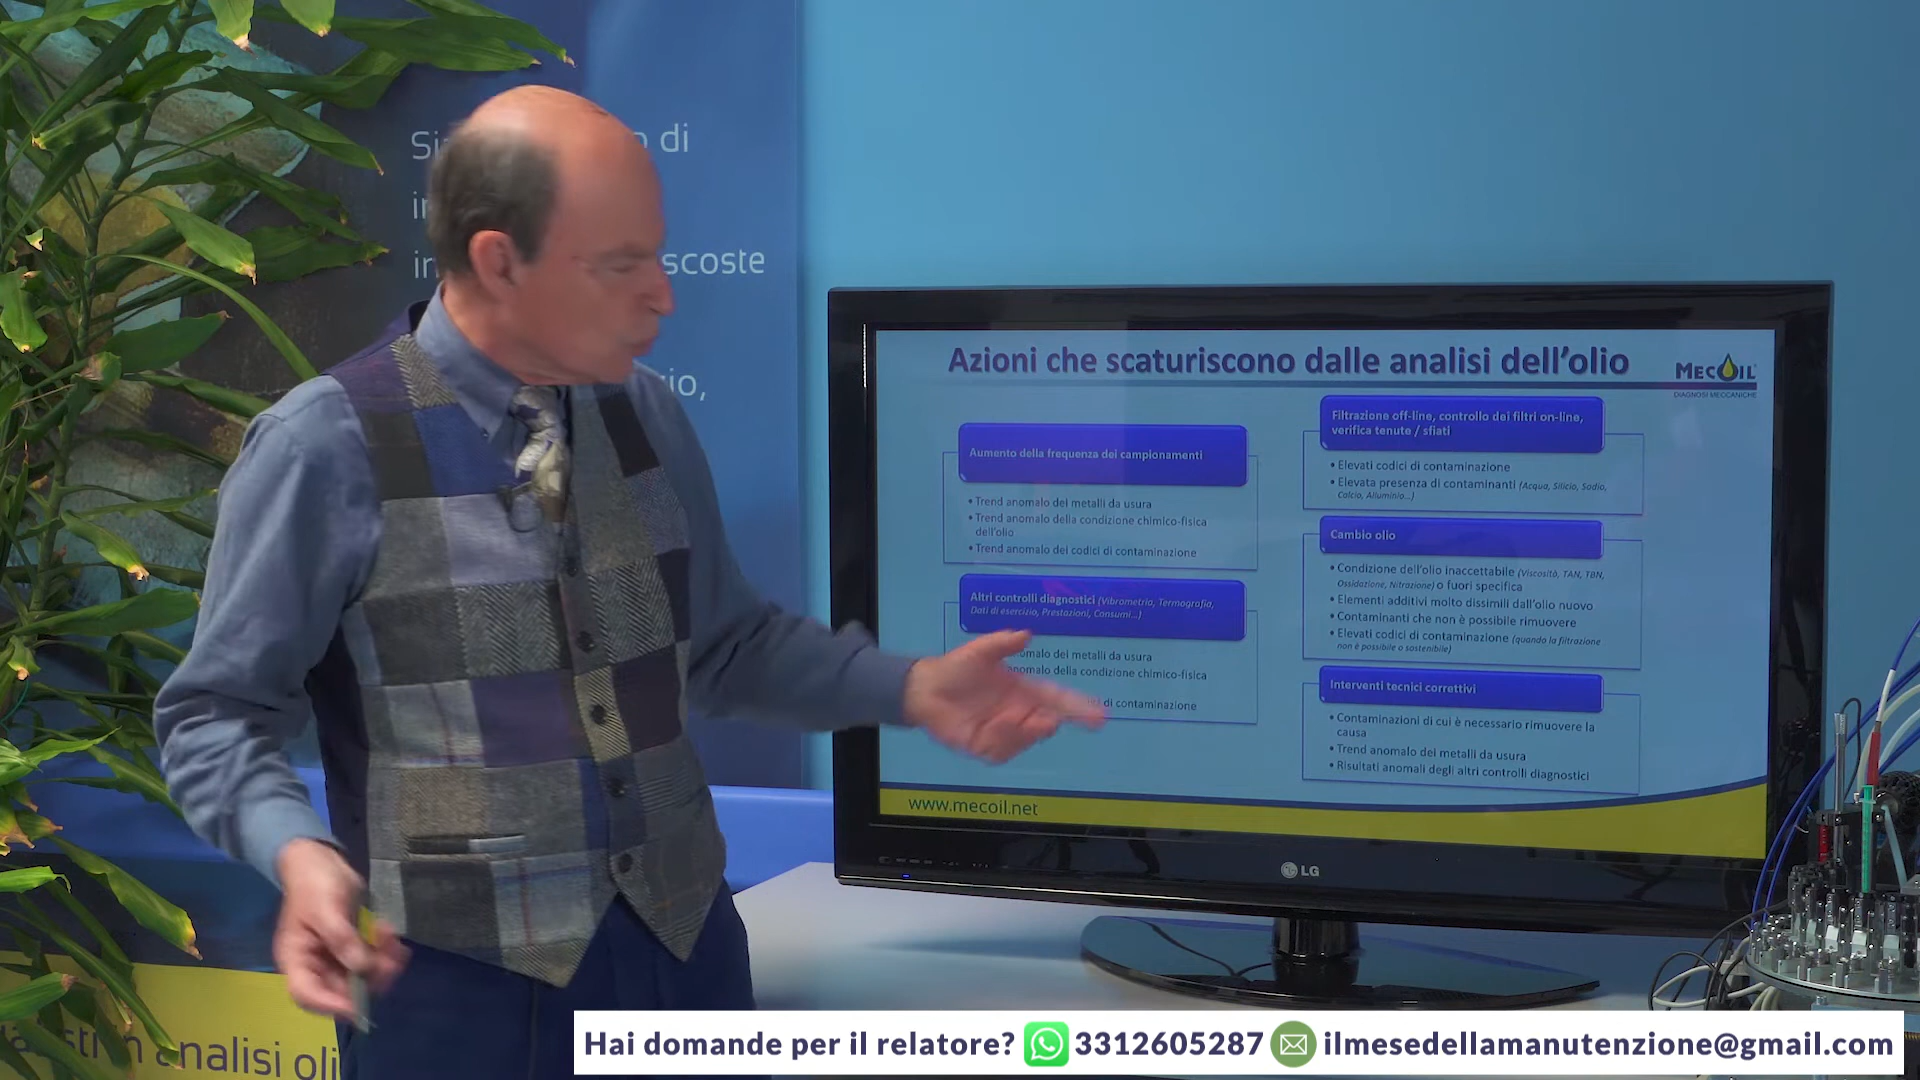 di
scoste
analisi oli
Azioni che scaturiscono dalle analisi dell'olio
MECOIL
DIAGNOSI MECCANICHE
Aumento della frequenza dei campionamenti
• Trend anomalo dei metalli da usura
• Trend anomalo della condizione chimico-fisica
dell'olio
• Trend anomalo dei codici di contaminazione
Altri controlli diagnostici (Vibrometria, Termografia,
Dati di esercizio, Prestazioni, Consumi...)
dei metalli da usura
della condizione chimico-fisica
di contaminazione
Filtrazione off-line, controllo dei filtri on-line,
verifica tenute / sfiati
• Elevati codici di contaminazione
• Elevata presenza di contaminanti (Acqua, Silicio, Sodio,
Calcio, Alluminio...)
Cambio olio
• Condizione dell'olio inaccettabile (Viscosità, TAN, TBN,
Ossidazione, Nitrazione) o fuori specifica
• Elementi additivi molto dissimili dall'olio nuovo
• Contaminanti che non è possibile rimuovere
• Elevati codici di contaminazione (quando la filtrazione
non è possibile o sostenibile)
Interventi tecnici correttivi
• Contaminazioni di cui è necessario rimuovere la
causa
• Trend anomalo dei metalli da usura
• Risultati anomali degli altri controlli diagnostici
www.mecoil.net
LG
Hai domande per il relatore? 3312605287 ilmesedellamanutenzione@gmail.com